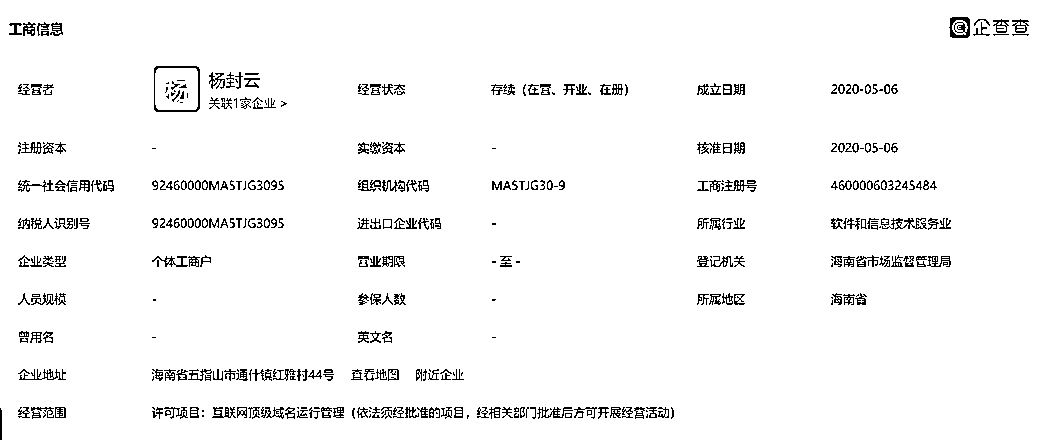 工商信息
企查查
经营者 杨 杨封云 经营状态 存续（在营、开业、在册） 成立日期 2020-05-06
关联1家企业 >
注册资本 - 实缴资本 - 核准日期 2020-05-06
统一社会信用代码 92460000MA5TJG3095 组织机构代码 MA5TJG30-9 工商注册号 460000603245484
纳税人识别号 92460000MA5TJG3095 进出口企业代码 - 所属行业 软件和信息技术服务业
企业类型 个体工商户 营业期限 - 至 - 登记机关 海南省市场监督管理局
人员规模 - 参保人数 - 所属地区 海南省
曾用名 - 英文名 -
企业地址 海南省五指山市通什镇红雅村44号 查看地图 附近企业
经营范围 许可项目：互联网顶级域名运行管理（依法须经批准的项目，经相关部门批准后方可开展经营活动）